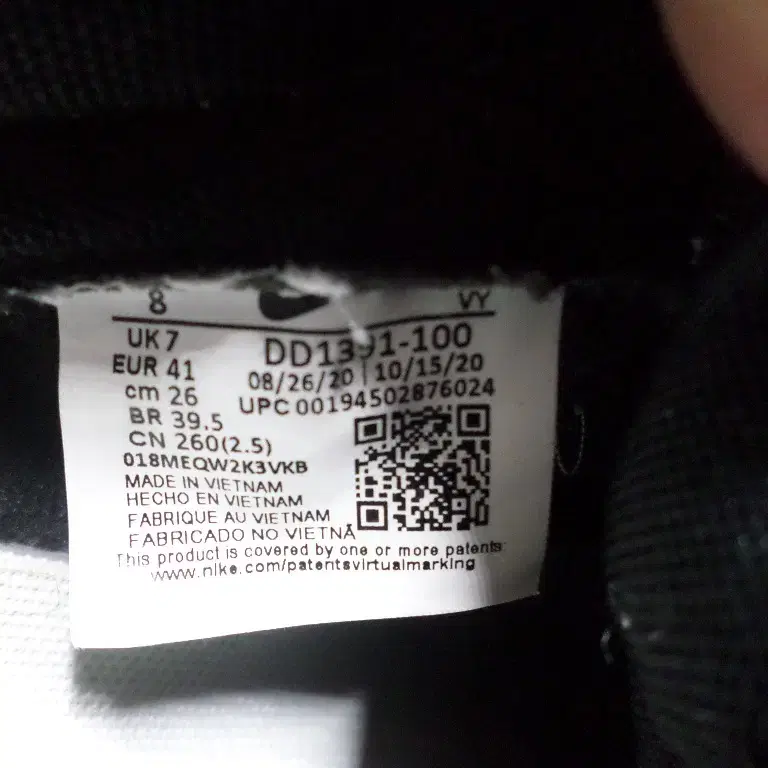 8 VY
UK 7
EUR 41
cm 26
BR 39.5
CN 260(2.5)
DD1391-100
08/26/20 10/15/20
UPC 00194502876024
018MEQW2K3VKB
MADE IN VIETNAM
HECHO EN VIETNAM
FABRIQUE AU VIETNAM
FABRICADO NO VIETNÃ
This product is covered by one or more patents:
www.nike.com/patentsvirtualmarking